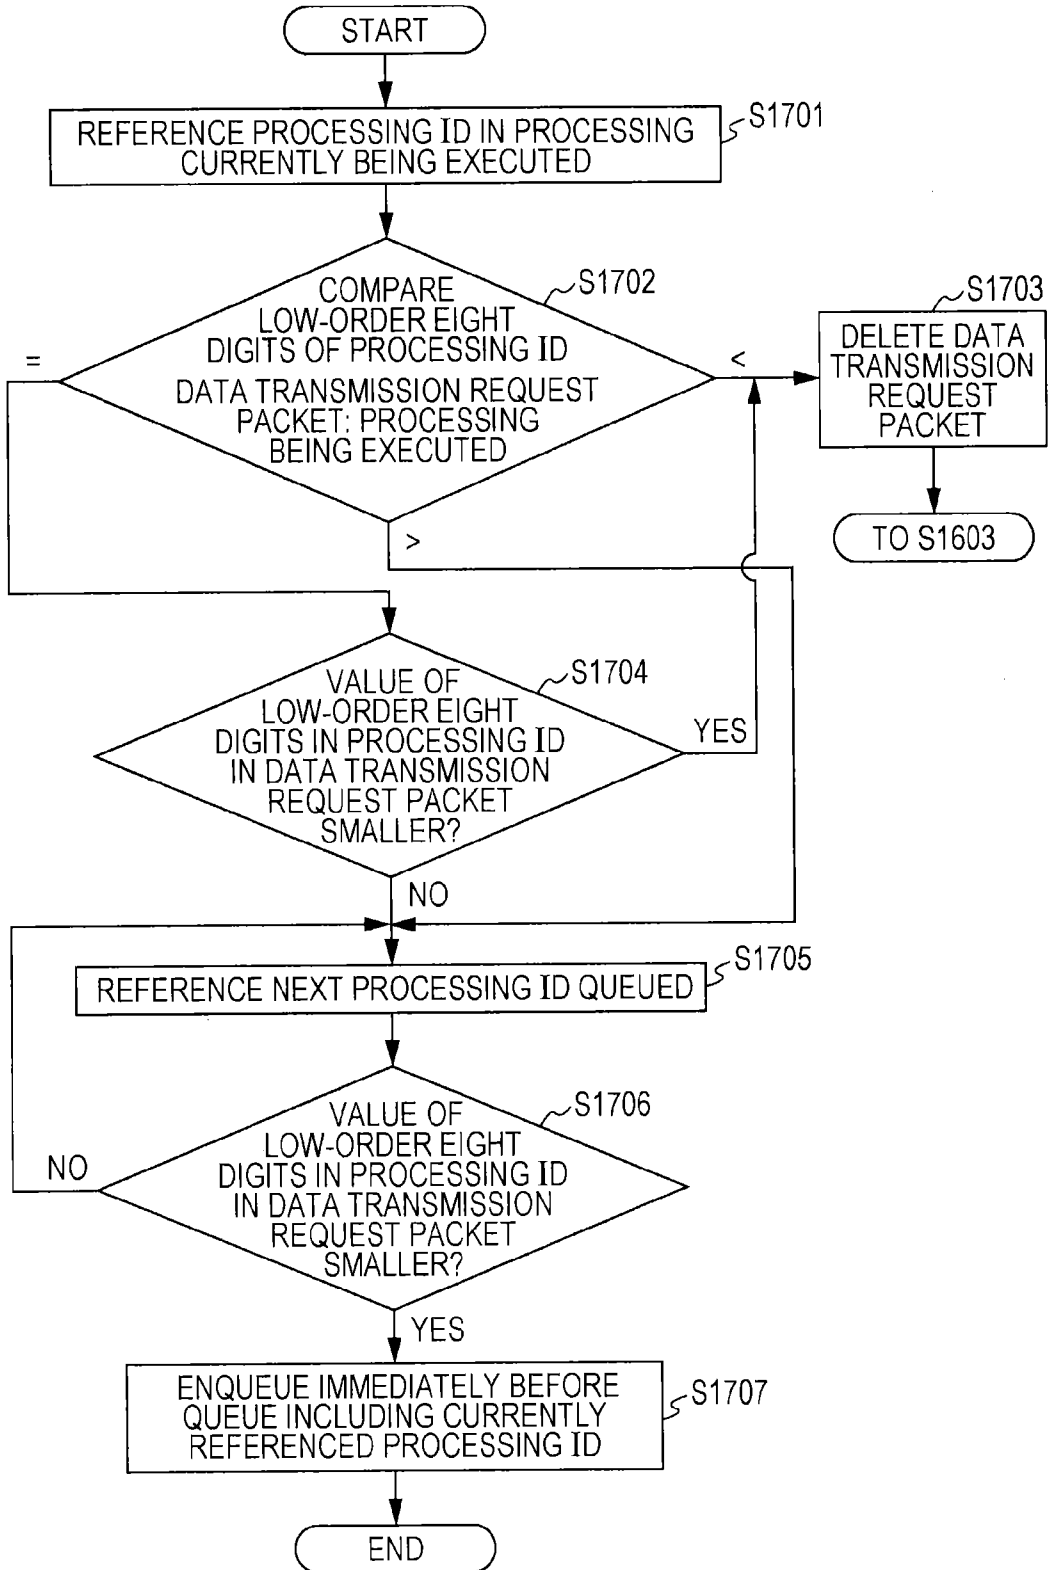 START
REFERENCE PROCESSING ID IN PROCESSING
CURRENTLY BEING EXECUTED
S1701
COMPARE
LOW-ORDER EIGHT
DIGITS OF PROCESSING ID
DATA TRANSMISSION REQUEST
PACKET: PROCESSING
BEING EXECUTED
S1702
=
<
>
S1703
DELETE DATA
TRANSMISSION
REQUEST
PACKET
TO S1603
VALUE OF
LOW-ORDER EIGHT
DIGITS IN PROCESSING ID
IN DATA TRANSMISSION
REQUEST PACKET
SMALLER?
S1704
YES
NO
REFERENCE NEXT PROCESSING ID QUEUED
S1705
VALUE OF
LOW-ORDER EIGHT
DIGITS IN PROCESSING ID
IN DATA TRANSMISSION
REQUEST PACKET
SMALLER?
S1706
NO
YES
ENQUEUE IMMEDIATELY BEFORE
QUEUE INCLUDING CURRENTLY
REFERENCED PROCESSING ID
S1707
END